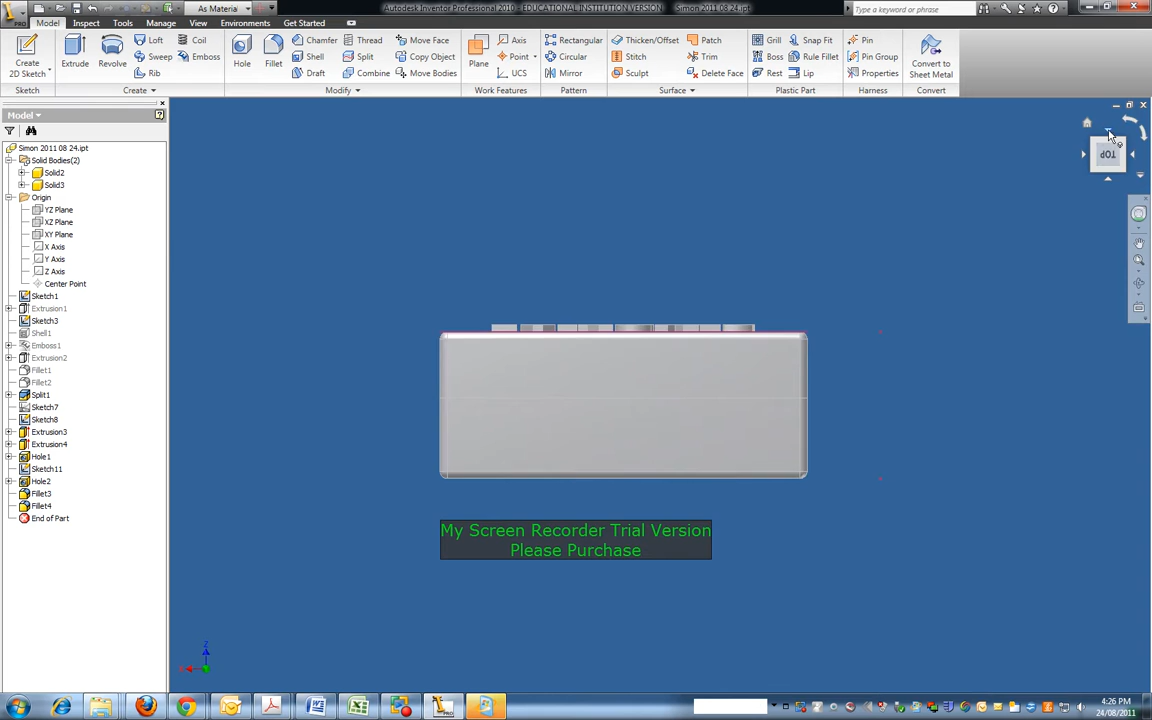 Autodesk Inventor Professional 2010 - EDUCATIONAL INSTITUTION VERSION Simon 2011 08 24.ipt
As Material
Type a keyword or phrase
PRO
Model Inspect Tools Manage View Environments Get Started
Create 2D Sketch
Extrude
Revolve
Loft
Sweep
Rib
Coil
Emboss
Hole
Fillet
Chamfer
Shell
Draft
Thread
Split
Combine
Move Face
Copy Object
Move Bodies
Plane
Axis
Point
UCS
Rectangular
Circular
Mirror
Thicken/Offset
Stitch
Sculpt
Patch
Trim
Delete Face
Grill
Boss
Rest
Snap Fit
Rule Fillet
Lip
Pin
Pin Group
Properties
Convert to Sheet Metal
Sketch Create Modify Work Features Pattern Surface Plastic Part Harness Convert
Model
Simon 2011 08 24.ipt
Solid Bodies(2)
Solid2
Solid3
Origin
YZ Plane
XZ Plane
XY Plane
X Axis
Y Axis
Z Axis
Center Point
Sketch1
Extrusion1
Sketch3
Shell1
Emboss1
Extrusion2
Fillet1
Fillet2
Split1
Sketch7
Sketch8
Extrusion3
Extrusion4
Hole1
Sketch11
Hole2
Fillet3
Fillet4
End of Part
TOP
My Screen Recorder Trial Version
Please Purchase
Z
4:26 PM
24/08/2011